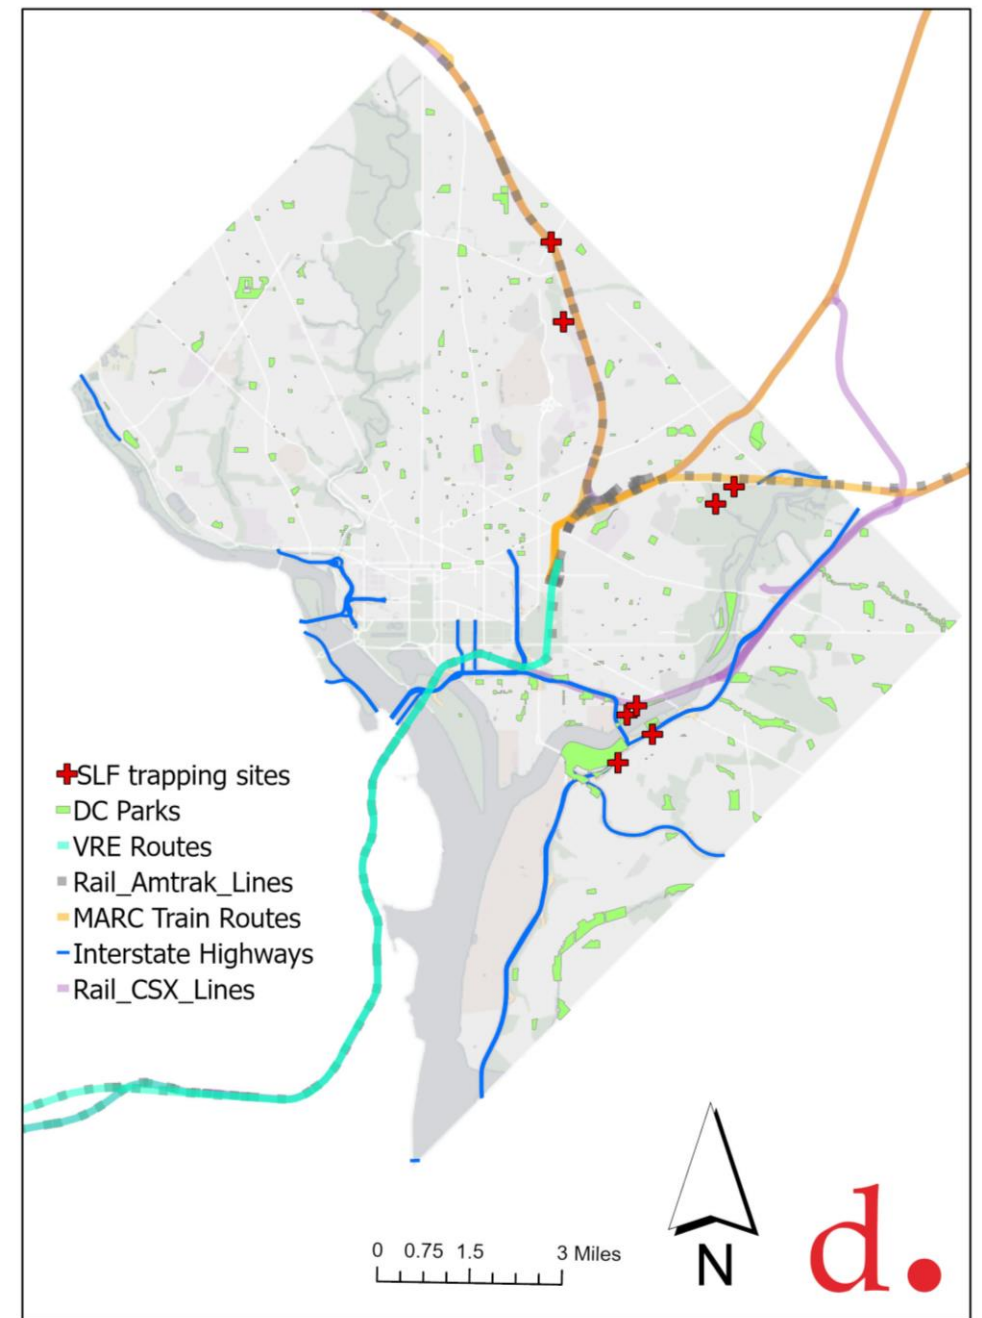 SLF trapping sites
DC Parks
VRE Routes
Rail_Amtrak_Lines
MARC Train Routes
Interstate Highways
Rail_CSX_Lines
0 0.75 1.5 3 Miles
N
d.